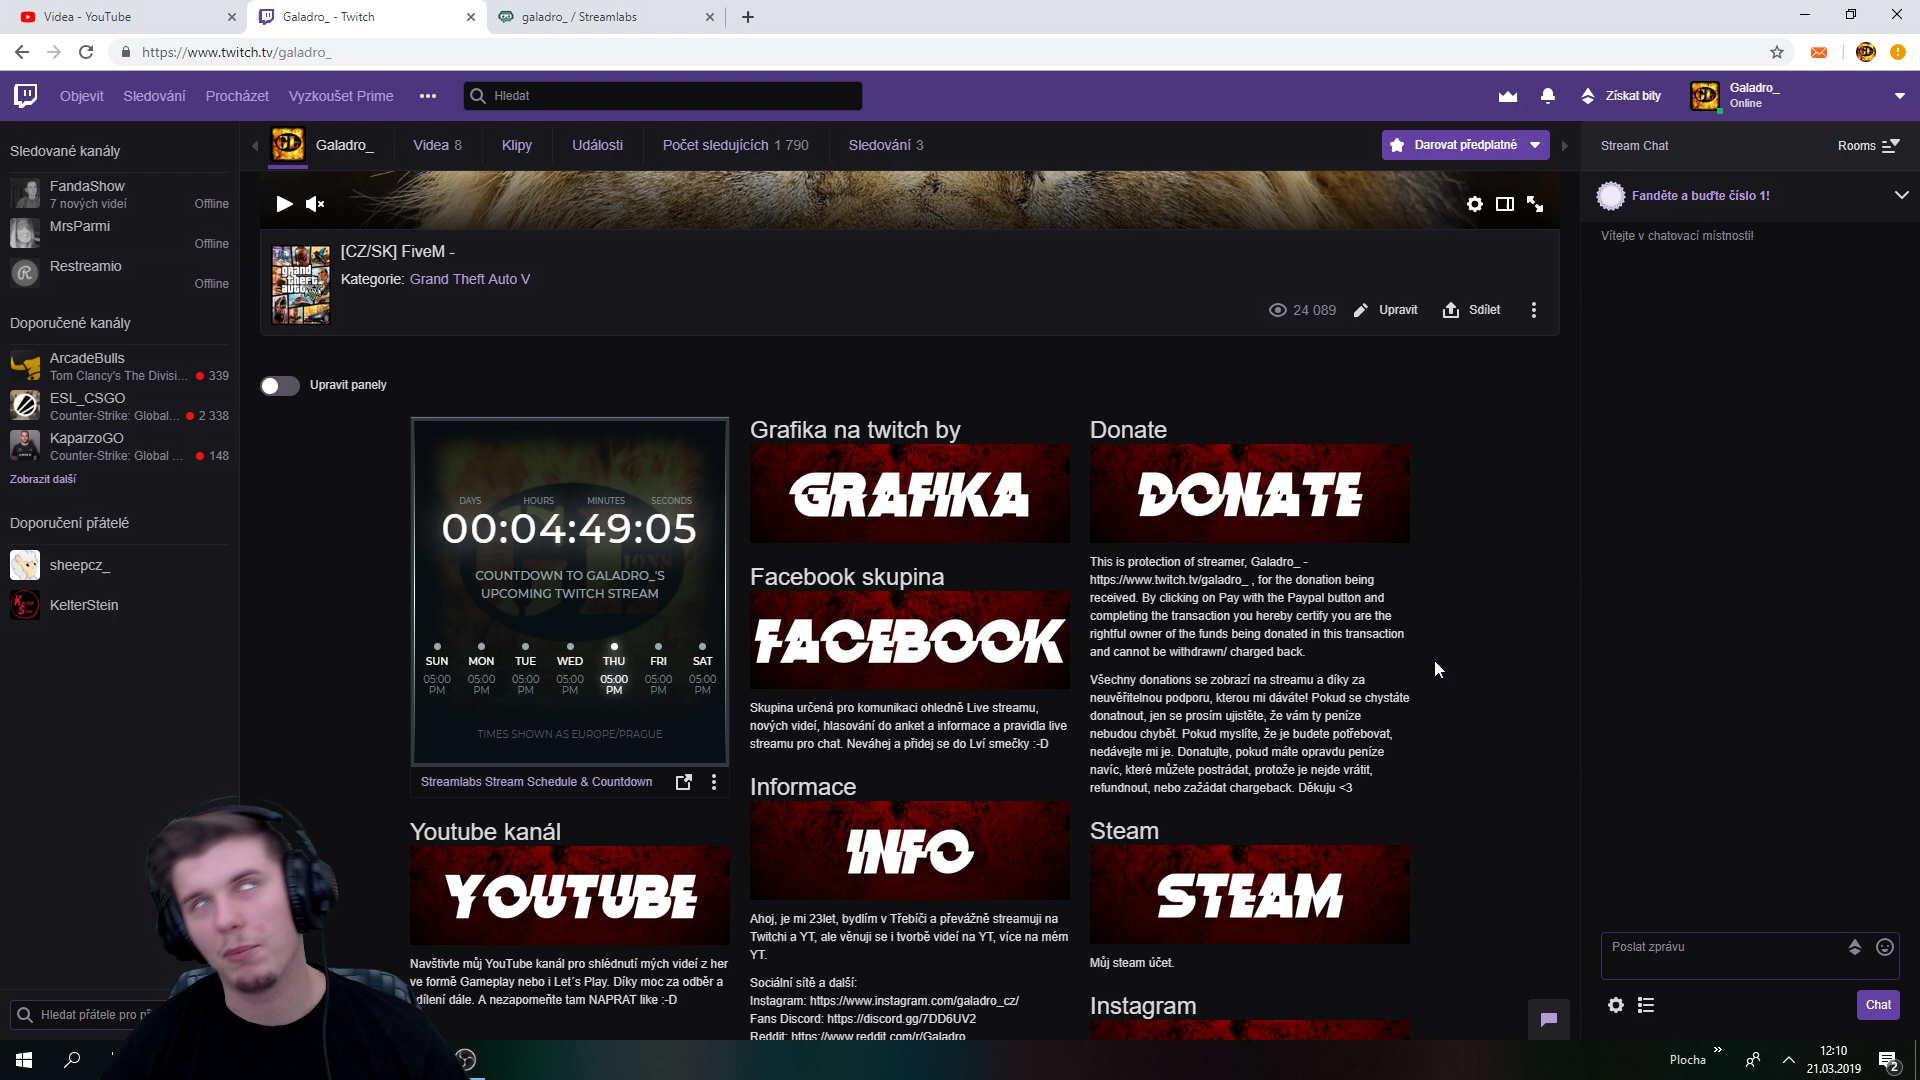 Videa - YouTube
Galadro_ - Twitch
galadro_ / Streamlabs
https://www.twitch.tv/galadro_
Objevit
Sledování
Procházet
Vyzkoušet Prime
Hledat
Získat bity
Galadro_
Online
Sledované kanály
FandaShow
7 nových videí
Offline
MrsParmi
Offline
Restreamio
Offline
Doporučené kanály
ArcadeBulls
Tom Clancy's The Divisi...
339
ESL_CSGO
Counter-Strike: Global...
2 338
KaparzoGO
Counter-Strike: Global ...
148
Zobrazit další
Doporučení přátelé
sheepcz_
KelterStein
Hledat přátele pro př
Galadro_
Videa 8
Klipy
Události
Počet sledujících 1 790
Sledování 3
Darovat předplatné
[CZ/SK] FiveM -
Kategorie: Grand Theft Auto V
24 089
Upravit
Sdílet
Upravit panely
DAYS HOURS MINUTES SECONDS
00:04:49:05
COUNTDOWN TO GALADRO_'S
UPCOMING TWITCH STREAM
SUN MON TUE WED THU FRI SAT
05:00 05:00 05:00 05:00 05:00 05:00 05:00
PM PM PM PM PM PM PM
TIMES SHOWN AS EUROPE/PRAGUE
Streamlabs Stream Schedule & Countdown
Youtube kanál
YOUTUBE
Navštivte můj YouTube kanál pro shlédnutí mých videí z her
ve formě Gameplay nebo i Let´s Play. Díky moc za odběr a
dílení dále. A nezapomeňte tam NAPRAT like :-D
Grafika na twitch by
GRAFIKA
Facebook skupina
FACEBOOK
Skupina určená pro komunikaci ohledně Live streamu,
nových videí, hlasování do anket a informace a pravidla live
streamu pro chat. Neváhej a přidej se do Lví smečky :-D
Informace
INFO
Ahoj, je mi 23let, bydlím v Třebíči a převážně streamuji na
Twitchi a YT, ale věnuji se i tvorbě videí na YT, více na mém
YT.
Sociální sítě a další:
Instagram: https://www.instagram.com/galadro_cz/
Fans Discord: https://discord.gg/7DD6UV2
Reddit: https://www.reddit.com/r/Galadro
Donate
DONATE
This is protection of streamer, Galadro_ -
https://www.twitch.tv/galadro_ , for the donation being
received. By clicking on Pay with the Paypal button and
completing the transaction you hereby certify you are the
rightful owner of the funds being donated in this transaction
and cannot be withdrawn/ charged back.
Všechny donations se zobrazí na streamu a díky za
neuvěřitelnou podporu, kterou mi dáváte! Pokud se chystáte
donatnout, jen se prosím ujistěte, že vám ty peníze
nebudou chybět. Pokud myslíte, že je budete potřebovat,
nedávejte mi je. Donatujte, pokud máte opravdu peníze
navíc, které můžete postrádat, protože je nejde vrátit,
refundnout, nebo zažádat chargeback. Děkuju <3
Steam
STEAM
Můj steam účet.
Instagram
Stream Chat
Rooms
Fanděte a buďte číslo 1!
Vítejte v chatovací místnosti!
Poslat zprávu
Chat
Plocha
12:10
21.03.2019
2